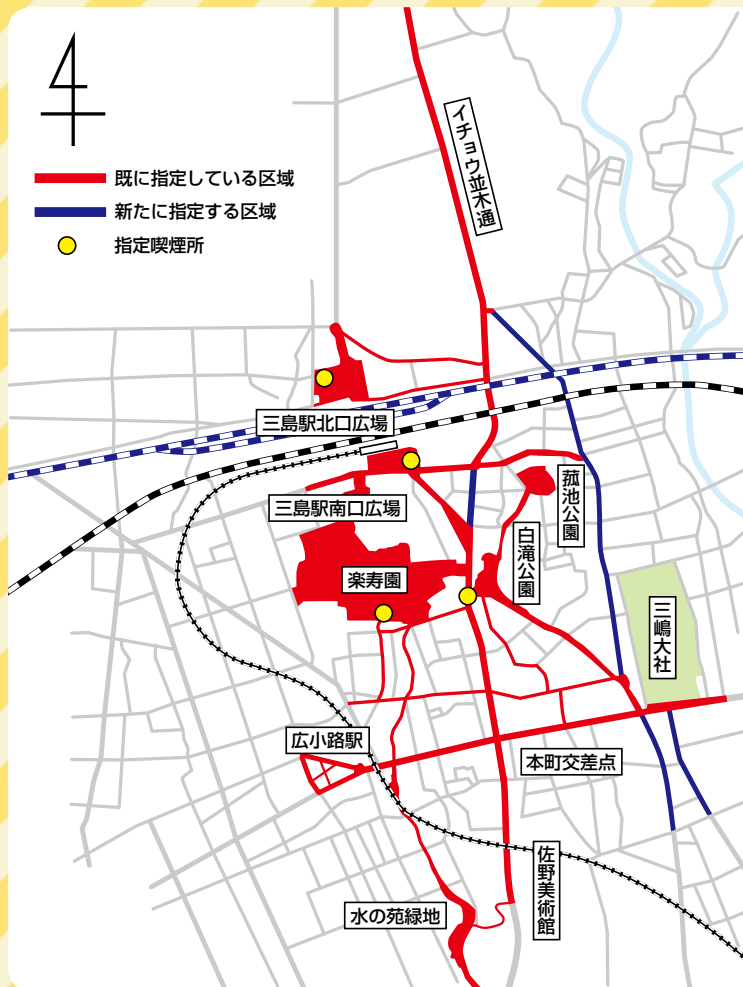 既に指定している区域
新たに指定する区域
指定喫煙所
イチョウ並木通
三島駅北口広場
三島駅南口広場
菰池公園
白滝公園
楽寿園
三嶋大社
広小路駅
本町交差点
佐野美術館
水の苑緑地